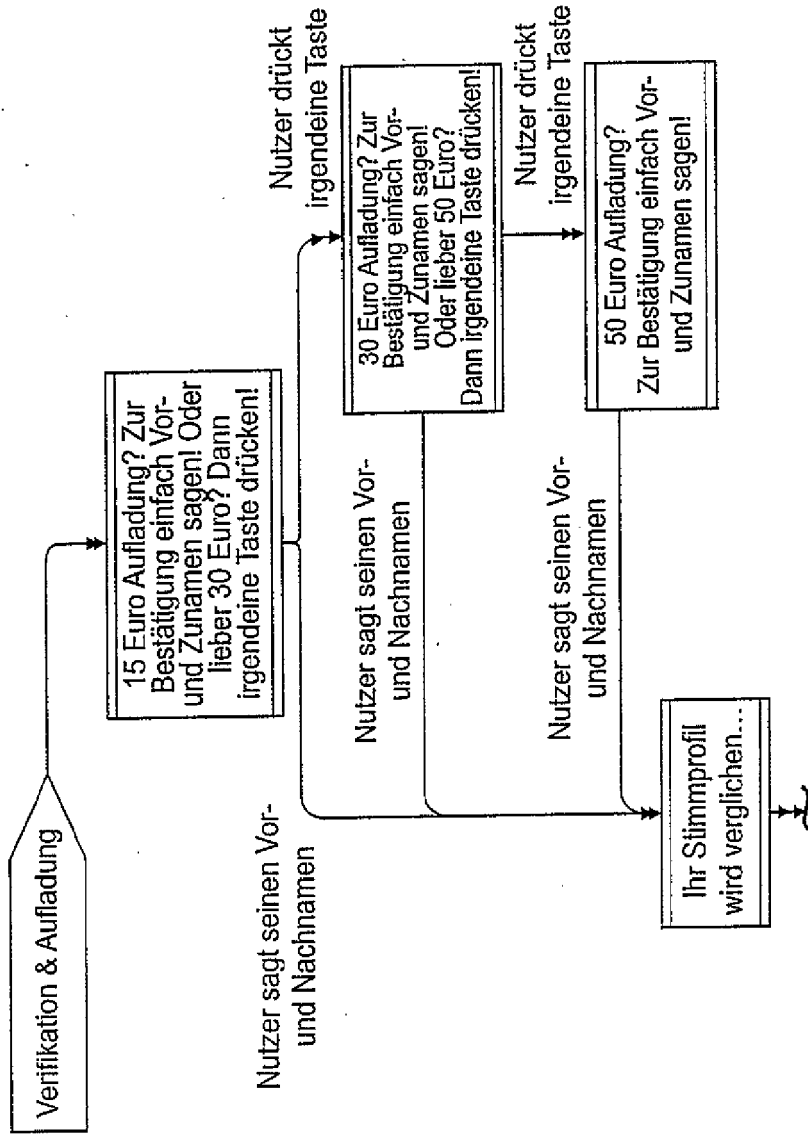 Verifikation & Aufladung
15 Euro Aufladung? Zur
Bestätigung einfach Vor-
und Zunamen sagen! Oder
lieber 30 Euro? Dann
irgendeine Taste drücken!
Nutzer sagt seinen Vor-
und Nachnamen
Nutzer drückt
irgendeine Taste
30 Euro Aufladung? Zur
Bestätigung einfach Vor-
und Zunamen sagen!
Oder lieber 50 Euro?
Dann irgendeine Taste drücken!
Nutzer sagt seinen Vor-
und Nachnamen
Nutzer drückt
irgendeine Taste
50 Euro Aufladung?
Zur Bestätigung einfach Vor-
und Zunamen sagen!
Nutzer sagt seinen Vor-
und Nachnamen
Ihr Stimmprofil
wird verglichen...